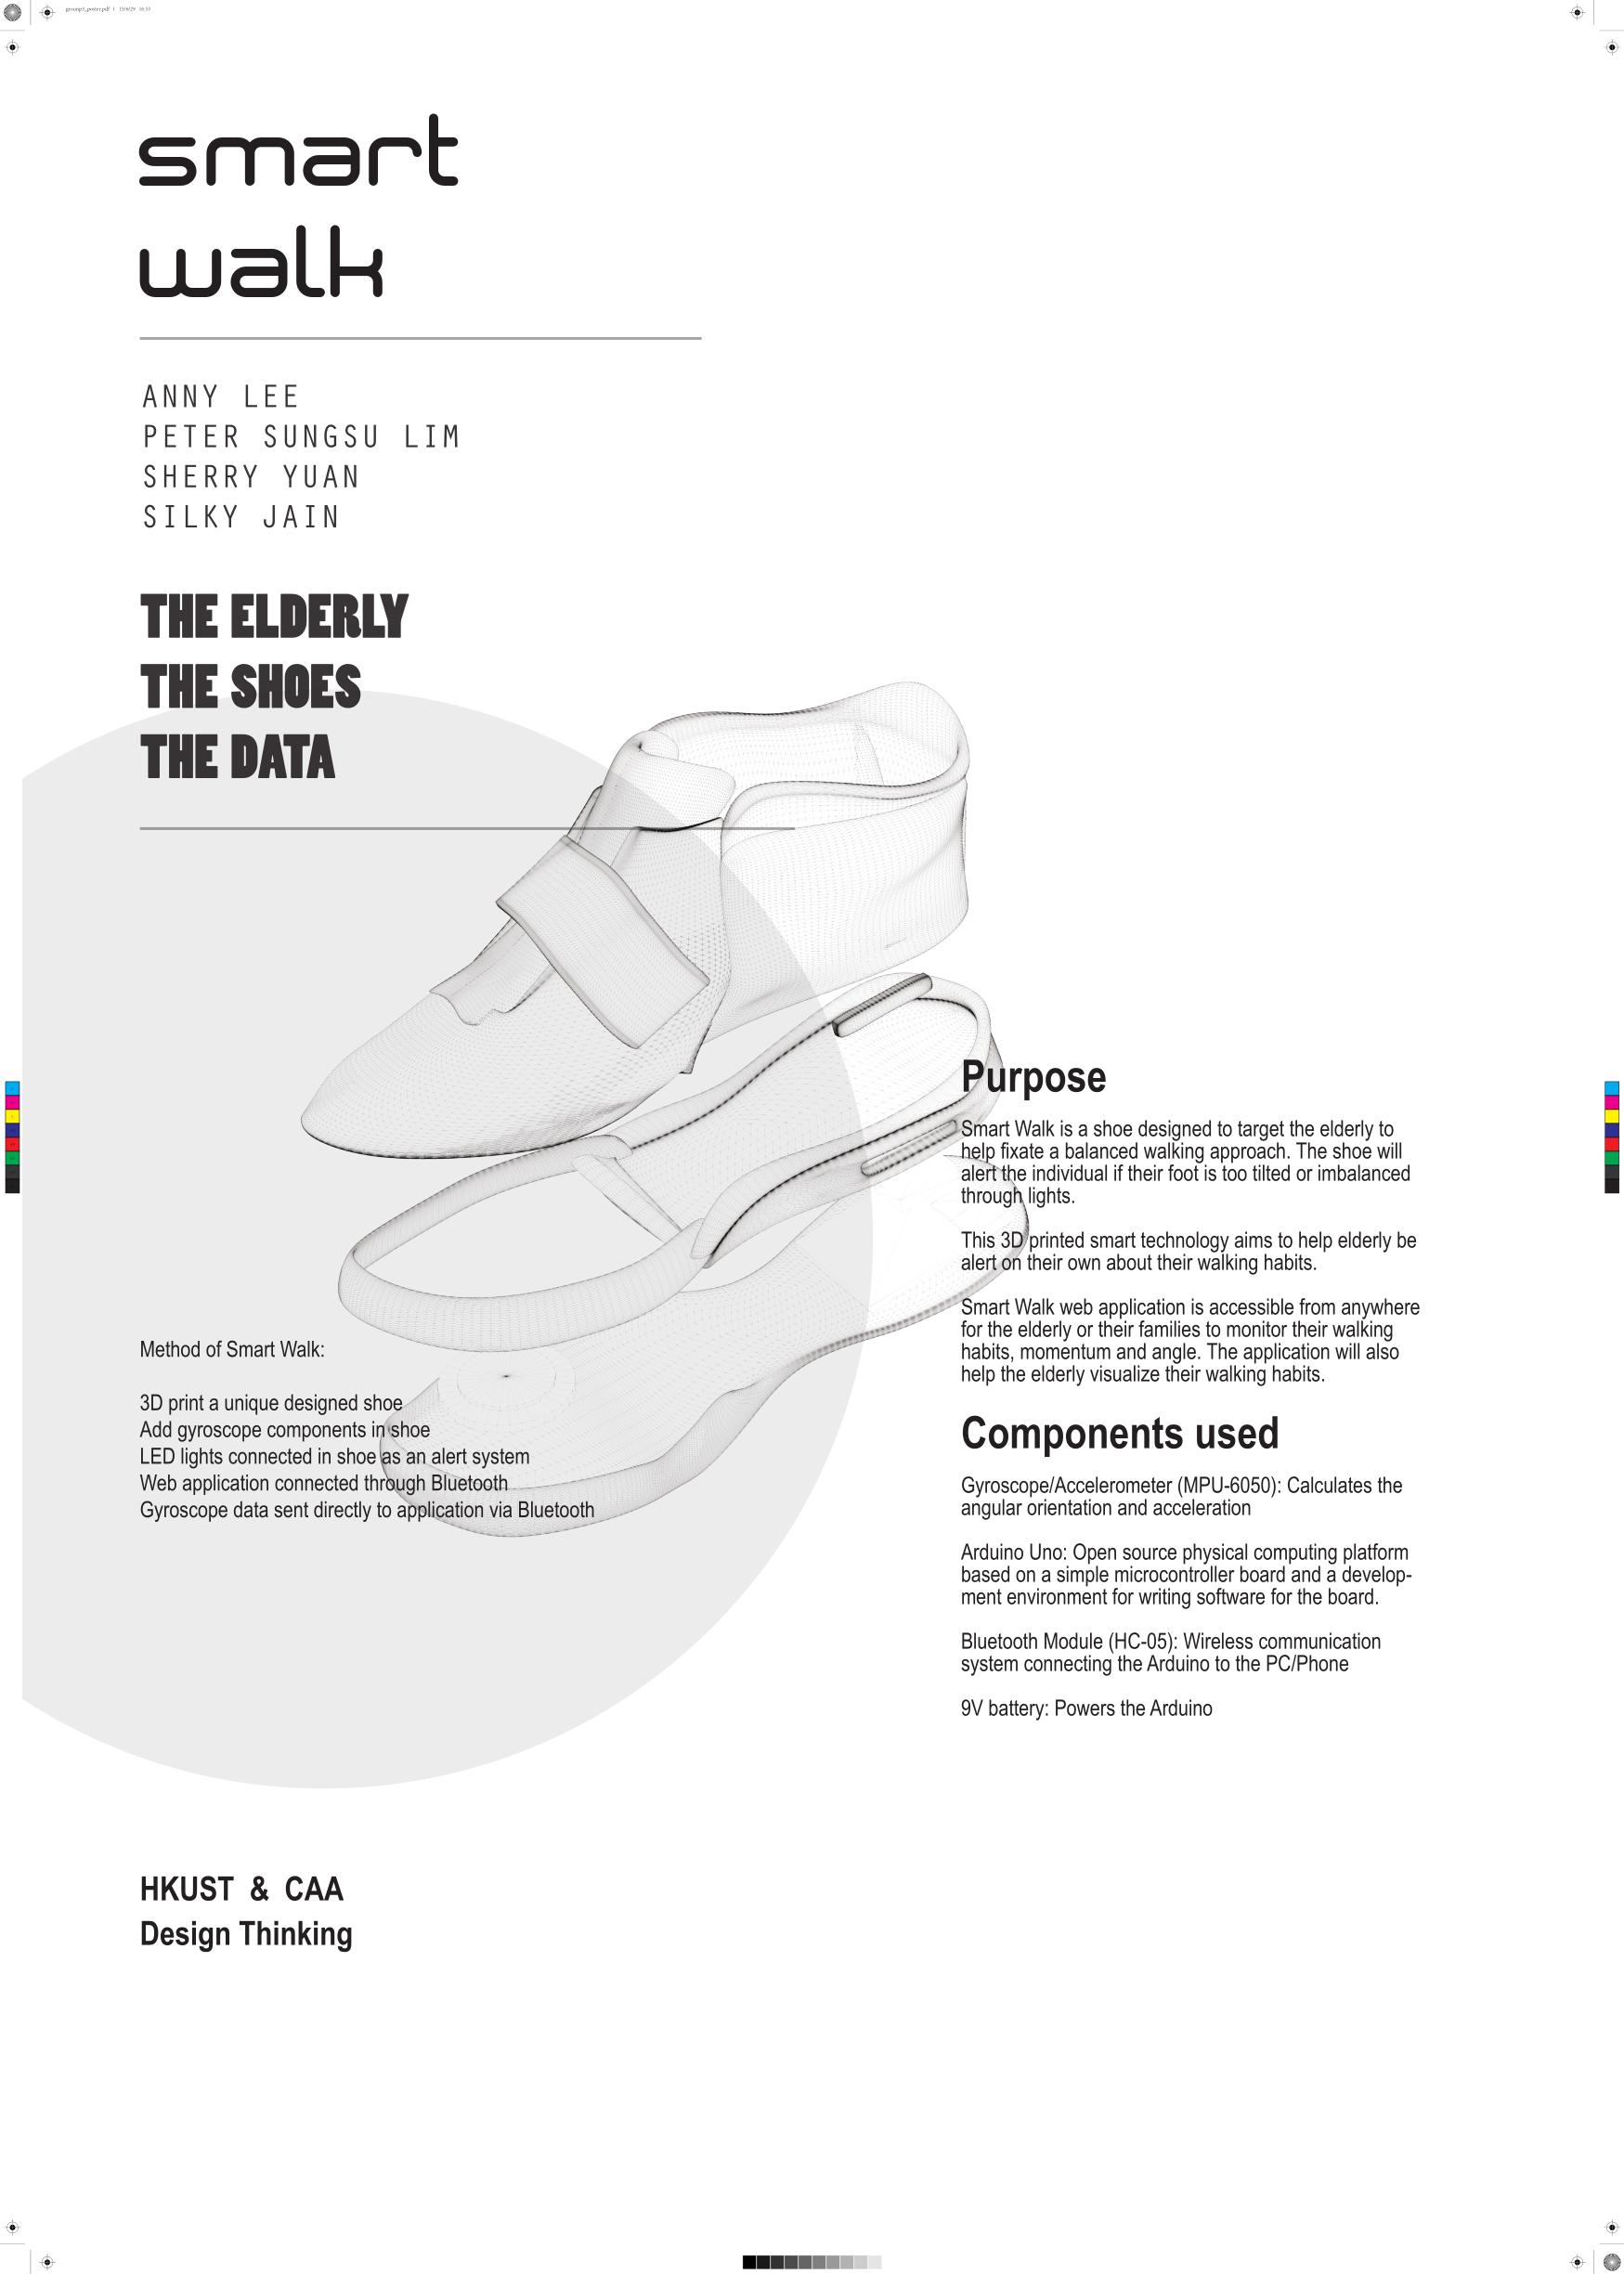 smart
walk
ANNY LEE
PETER SUNGSU LIM
SHERRY YUAN
SILKY JAIN
THE ELDERLY
THE SHOES
THE DATA
Purpose
Smart Walk is a shoe designed to target the elderly to
help fixate a balanced walking approach. The shoe will
alert the individual if their foot is too tilted or imbalanced
through lights.
This 3D printed smart technology aims to help elderly be
alert on their own about their walking habits.
Smart Walk web application is accessible from anywhere
for the elderly or their families to monitor their walking
habits, momentum and angle. The application will also
help the elderly visualize their walking habits.
Method of Smart Walk:
3D print a unique designed shoe
Add gyroscope components in shoe
LED lights connected in shoe as an alert system
Web application connected through Bluetooth
Gyroscope data sent directly to application via Bluetooth
Components used
Gyroscope/Accelerometer (MPU-6050): Calculates the
angular orientation and acceleration
Arduino Uno: Open source physical computing platform
based on a simple microcontroller board and a develop-
ment environment for writing software for the board.
Bluetooth Module (HC-05): Wireless communication
system connecting the Arduino to the PC/Phone
9V battery: Powers the Arduino
HKUST & CAA
Design Thinking